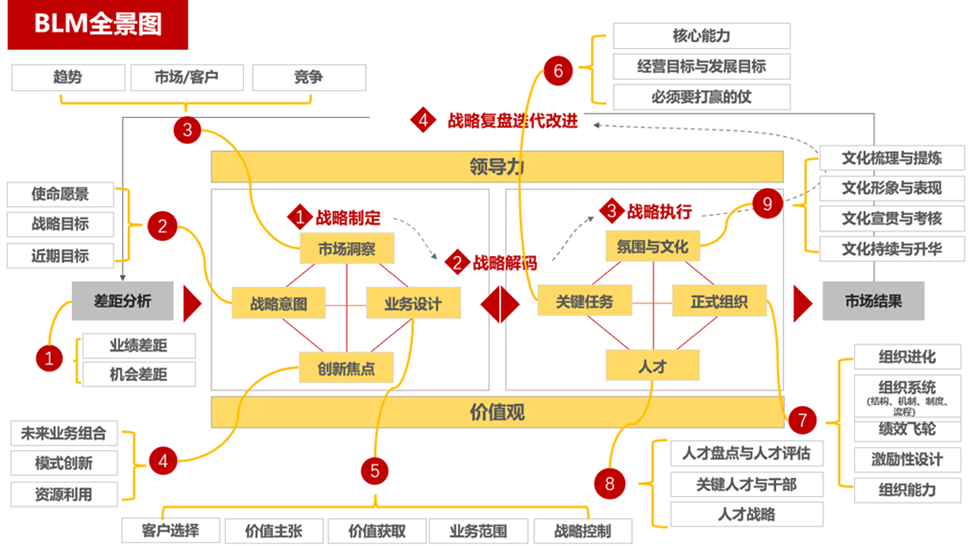 BLM全景图
趋势
市场/客户
竞争
3
6
核心能力
经营目标与发展目标
必须要打赢的仗
4 战略复盘迭代改进
领导力
使命愿景
战略目标
近期目标
2
1 战略制定
市场洞察
战略意图
业务设计
创新焦点
2 战略解码
3 战略执行
氛围与文化
关键任务
正式组织
人才
9
文化梳理与提炼
文化形象与表现
文化宣贯与考核
文化持续与升华
差距分析
市场结果
1
业绩差距
机会差距
价值观
未来业务组合
模式创新
资源利用
4
5
客户选择
价值主张
价值获取
业务范围
战略控制
8
人才盘点与人才评估
关键人才与干部
人才战略
7
组织进化
组织系统
(结构、机制、制度、
流程)
绩效飞轮
激励性设计
组织能力